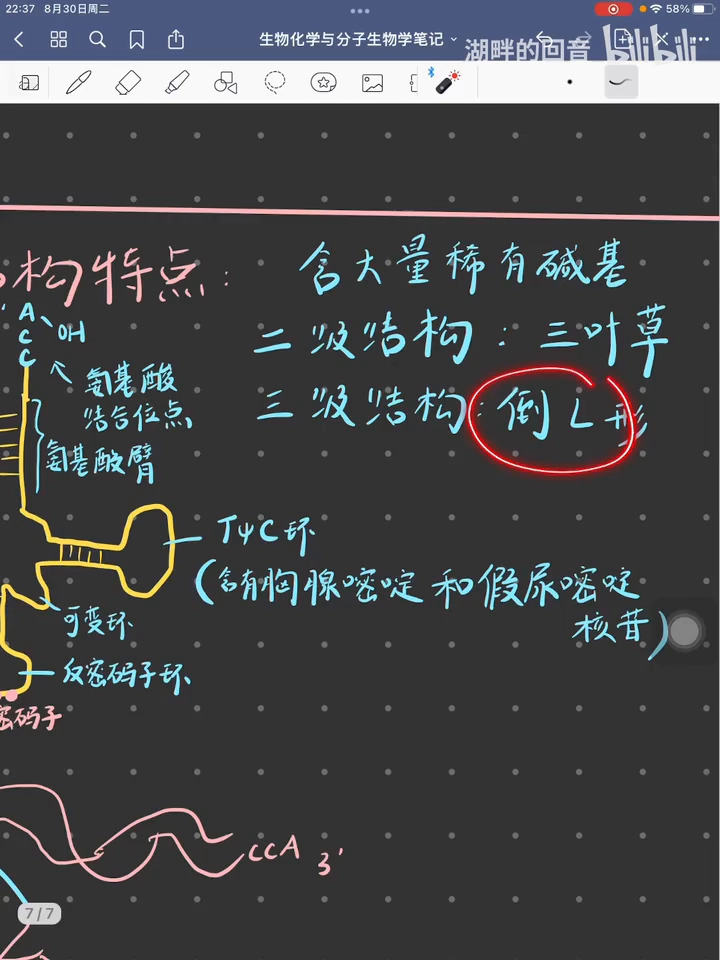 22:37 8月30日周二
58%
生物化学与分子生物学笔记
湖畔的回音 bilibili
构特点:
含大量稀有碱基
二级结构:三叶草
三级结构:倒L形
A
C
C
OH
氨基酸
结合位点
氨基酸臂
TψC环
(含有胸腺嘧啶和假尿嘧啶
核苷)
可变环
反密码子环
密码子
CCA 3'
7/7